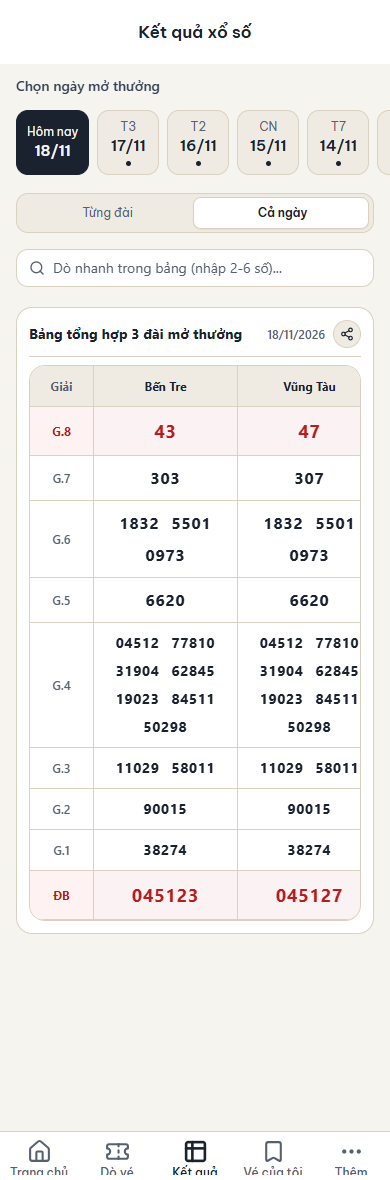 Kết quả xổ số
Chọn ngày mở thưởng
Hôm nay T3 T2 CN T7
18/11 17/11 16/11 15/11 14/11
Từng đài Cả ngày
Dò nhanh trong bảng (nhập 2-6 số)...
Bảng tổng hợp 3 đài mở thưởng 18/11/2026
Giải Bến Tre Vũng Tàu
G.8 43 47
G.7 303 307
1832 5501 1832 5501
G.6
0973 0973
G.5 6620 6620
04512 77810 04512 77810
31904 62845 31904 62845
G.4
19023 84511 19023 84511
50298 50298
G.3 11029 58011 11029 58011
G.2 90015 90015
G.1 38274 38274
ĐB 045123 045127
Trang chủ Dò vé Kết quả Vé của tôi Thêm